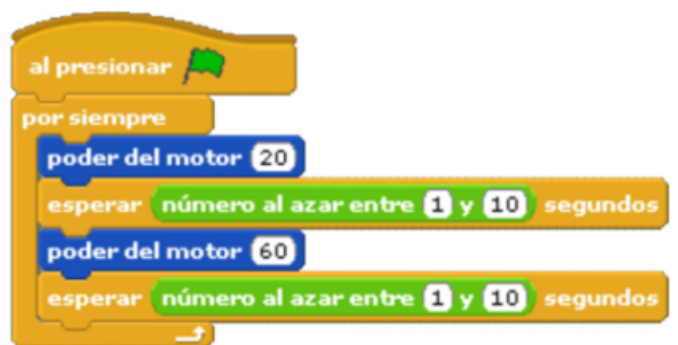 al presionar
por siempre
poder del motor 20
esperar número al azar entre 1 y 10 segundos
poder del motor 60
esperar número al azar entre 1 y 10 segundos